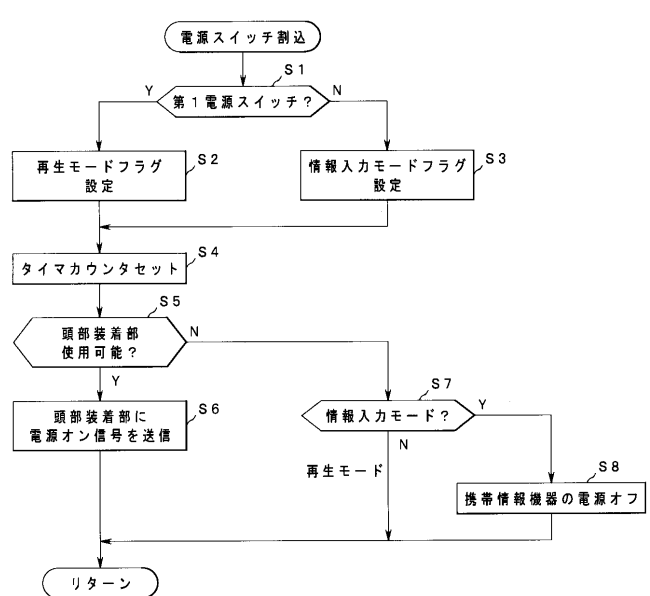 電源スイッチ割込
S1
第1電源スイッチ?
Y
N
再生モードフラグ
設定
S2
情報入力モードフラグ
設定
S3
S4
タイマカウンタセット
S5
頭部装着部
使用可能?
N
Y
頭部装着部に
電源オン信号を送信
S6
S7
情報入力モード?
Y
N
再生モード
S8
携帯情報機器の電源オフ
リターン